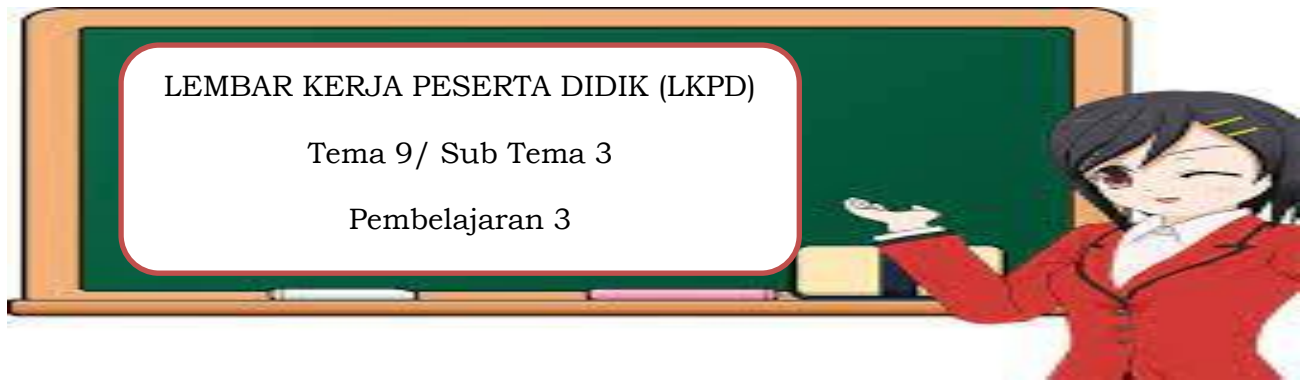 LEMBAR KERJA PESERTA DIDIK (LKPD)
Tema 9/ Sub Tema 3
Pembelajaran 3